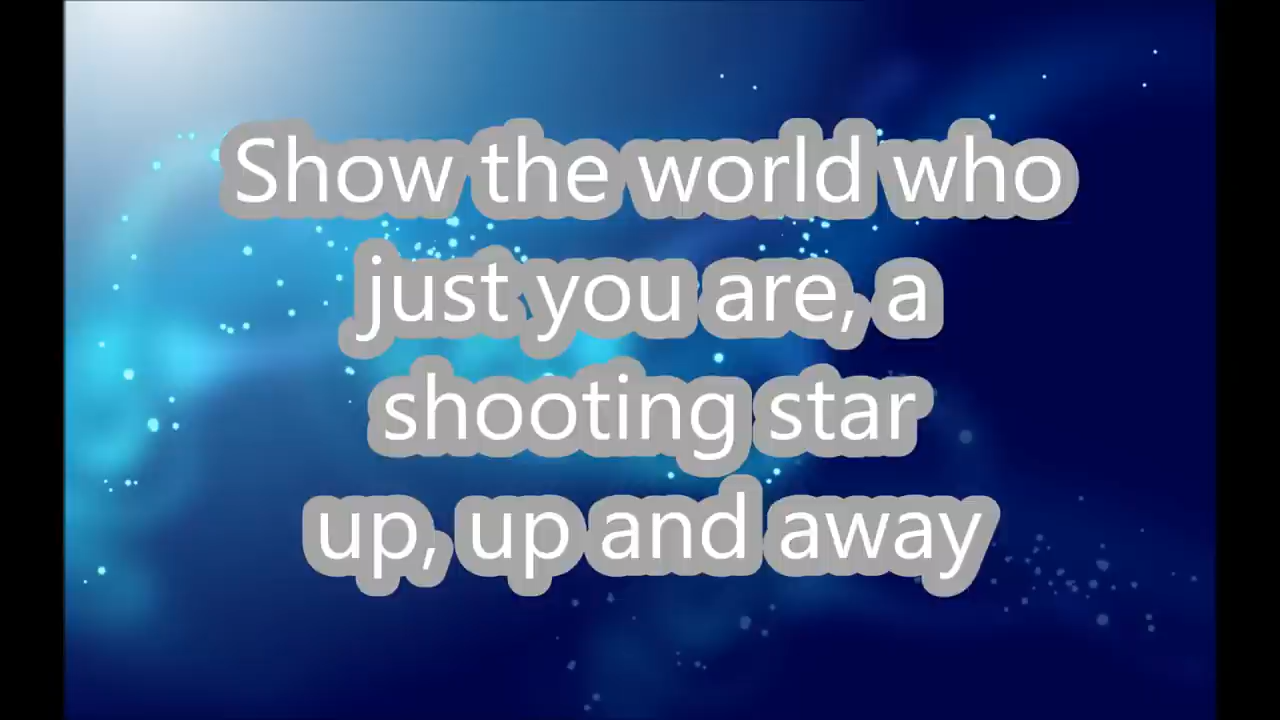 Show the world who
just you are, a
shooting star
up, up and away